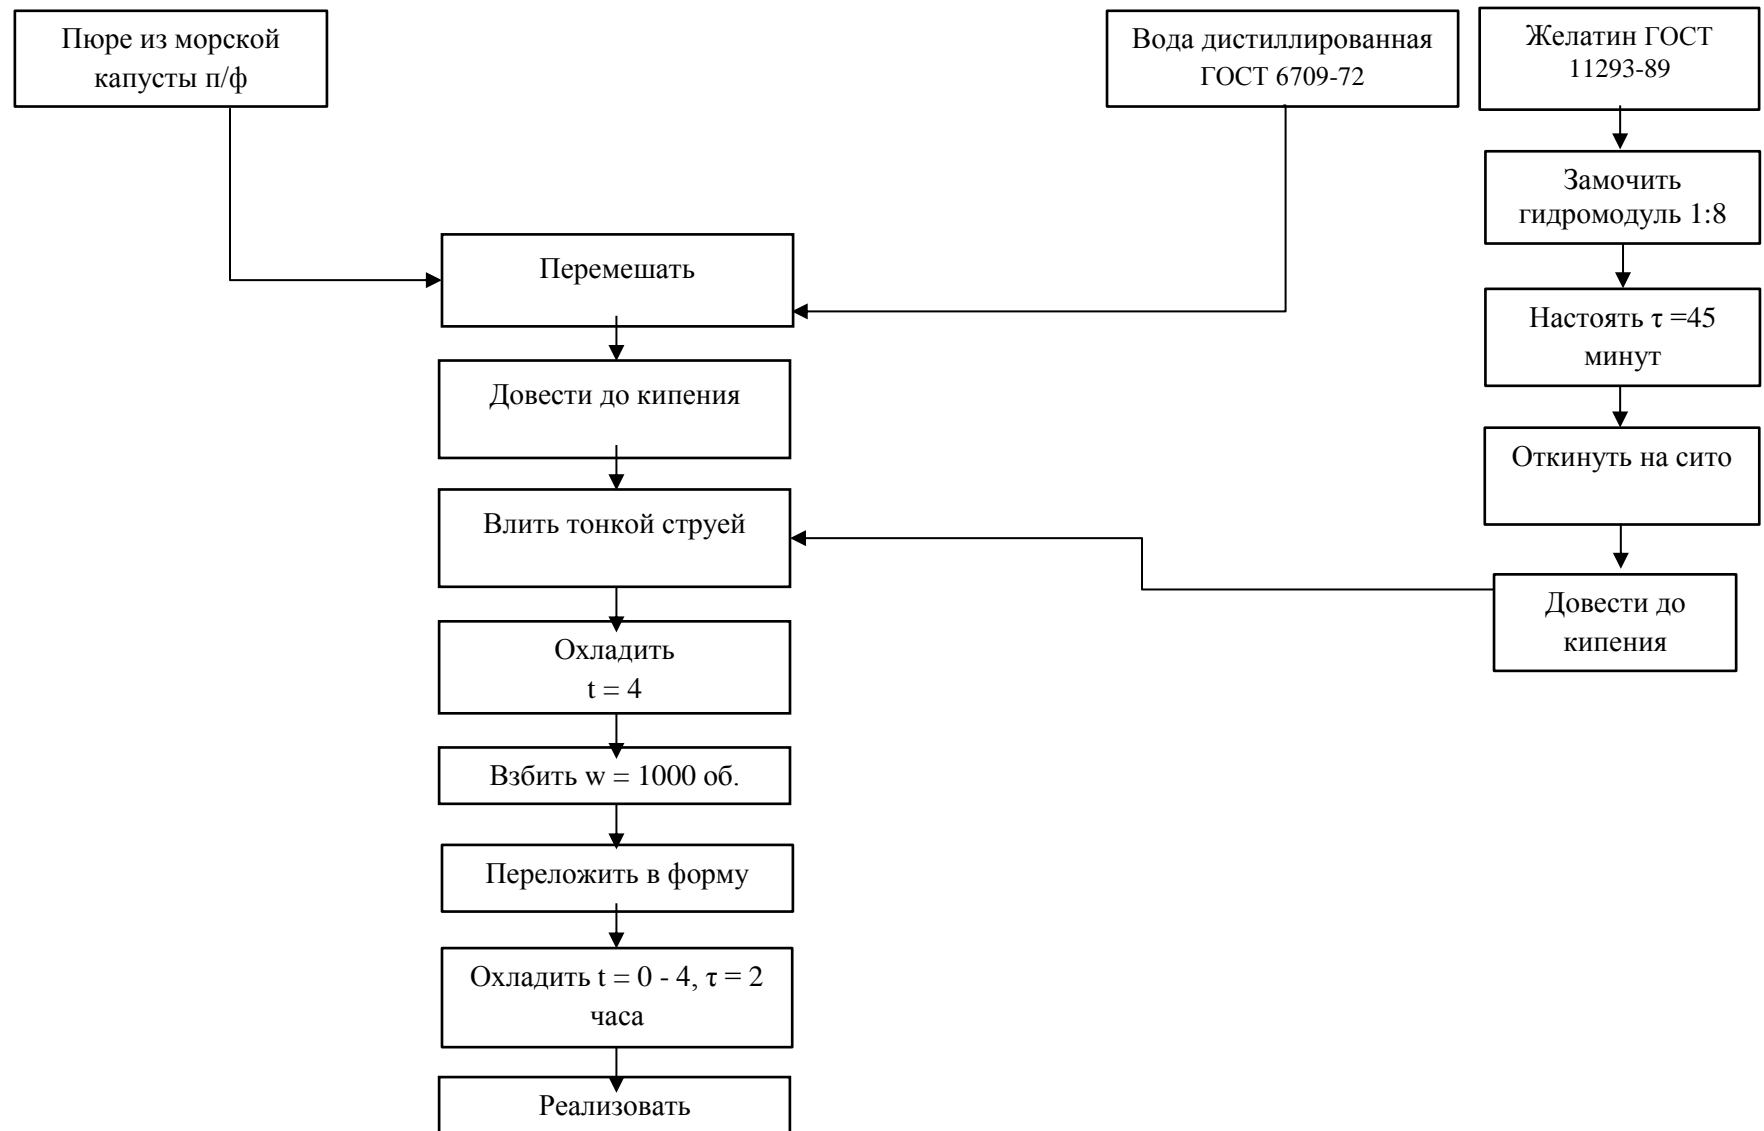 Пюре из морской
капусты п/ф
Вода дистиллированная
ГОСТ 6709-72
Желатин ГОСТ
11293-89
Замочить
гидромодуль 1:8
Перемешать
Настоять τ =45
минут
Довести до кипения
Откинуть на сито
Влить тонкой струей
Довести до
кипения
Охладить
t = 4
Взбить w = 1000 об.
Переложить в форму
Охладить t = 0 - 4, τ = 2
часа
Реализовать